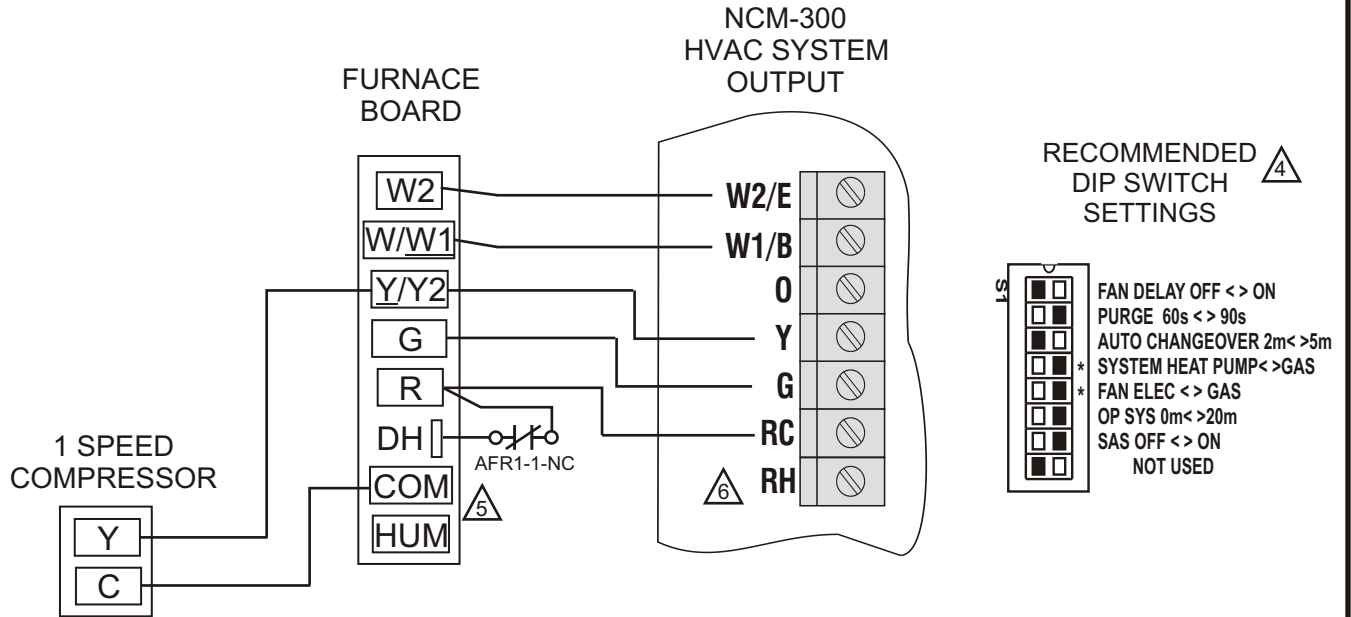 NCM-300
HVAC SYSTEM
OUTPUT
FURNACE
BOARD
W2
W/W1
Y/Y2
G
R
DH
COM
HUM
AFR1-1-NC
5
1 SPEED
COMPRESSOR
Y
C
W2/E
W1/B
O
Y
G
RC
RH
6
RECOMMENDED
DIP SWITCH
SETTINGS
4
S1
FAN DELAY OFF < > ON
PURGE 60s < > 90s
AUTO CHANGEOVER 2m< >5m
* SYSTEM HEAT PUMP< >GAS
* FAN ELEC < > GAS
OP SYS 0m< >20m
SAS OFF < > ON
NOT USED